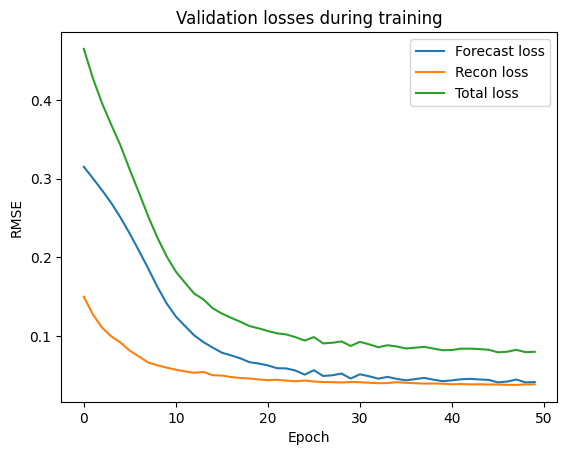 Validation losses during training
Forecast loss
Recon loss
Total loss
0.4
0.3
0.2
0.1
RMSE
0
10
20
30
40
50
Epoch